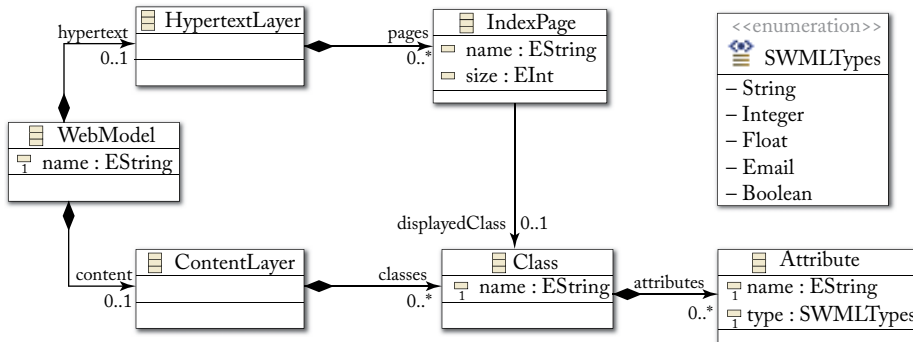 HypertextLayer
IndexPage
name : EString
size : EInt
<<enumeration>>
SWMLTypes
– String
– Integer
– Float
– Email
– Boolean
hypertext
0..1
pages
0..*
WebModel
1 name : EString
displayedClass 0..1
content
0..1
ContentLayer
classes
0..*
Class
1 name : EString
attributes
0..*
Attribute
1 name : EString
1 type : SWMLTypes